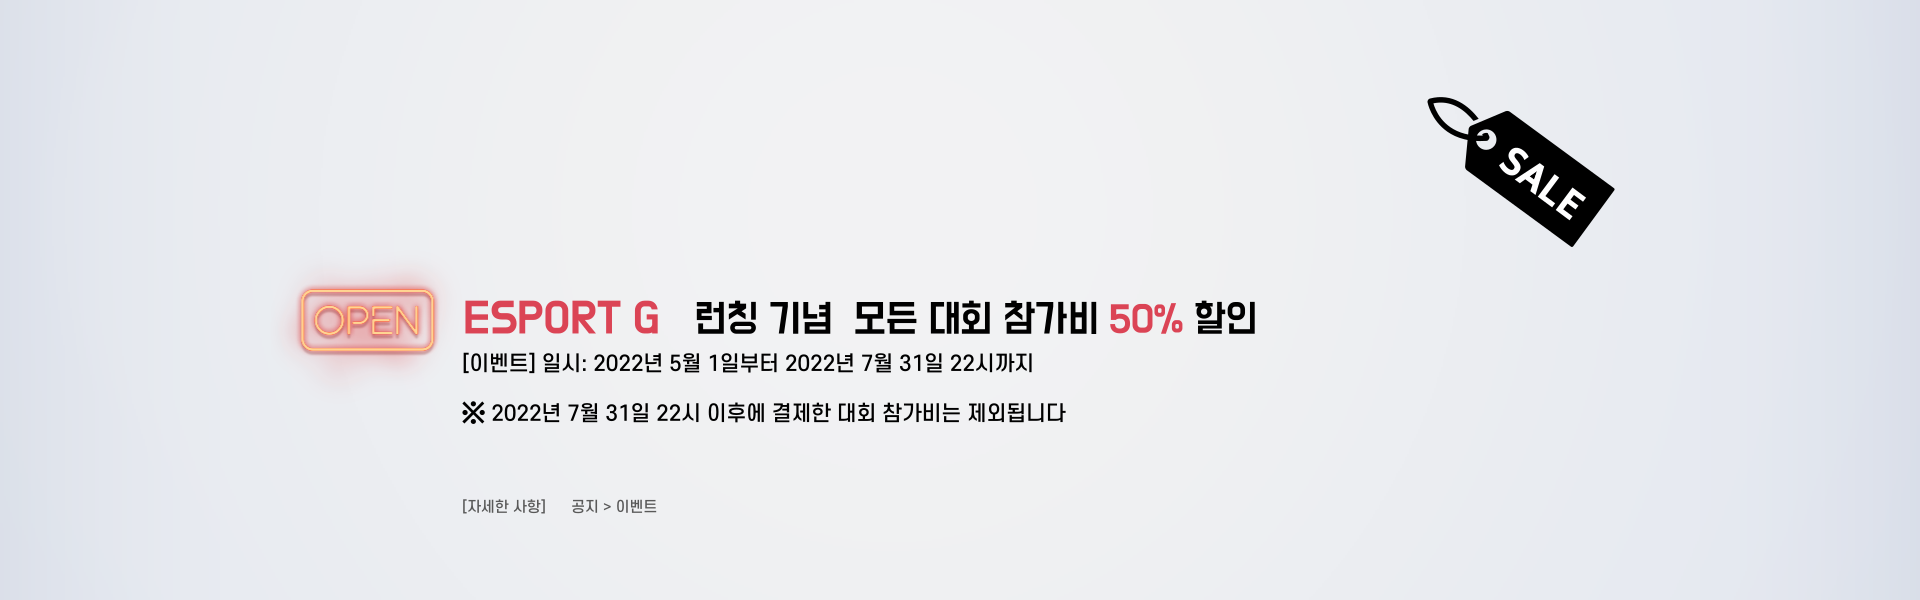 SALE
OPEN
ESPORT G 런칭 기념 모든 대회 참가비 50% 할인
[이벤트] 일시: 2022년 5월 1일부터 2022년 7월 31일 22시까지
※ 2022년 7월 31일 22시 이후에 결제한 대회 참가비는 제외됩니다
[자세한 사항] 공지 > 이벤트